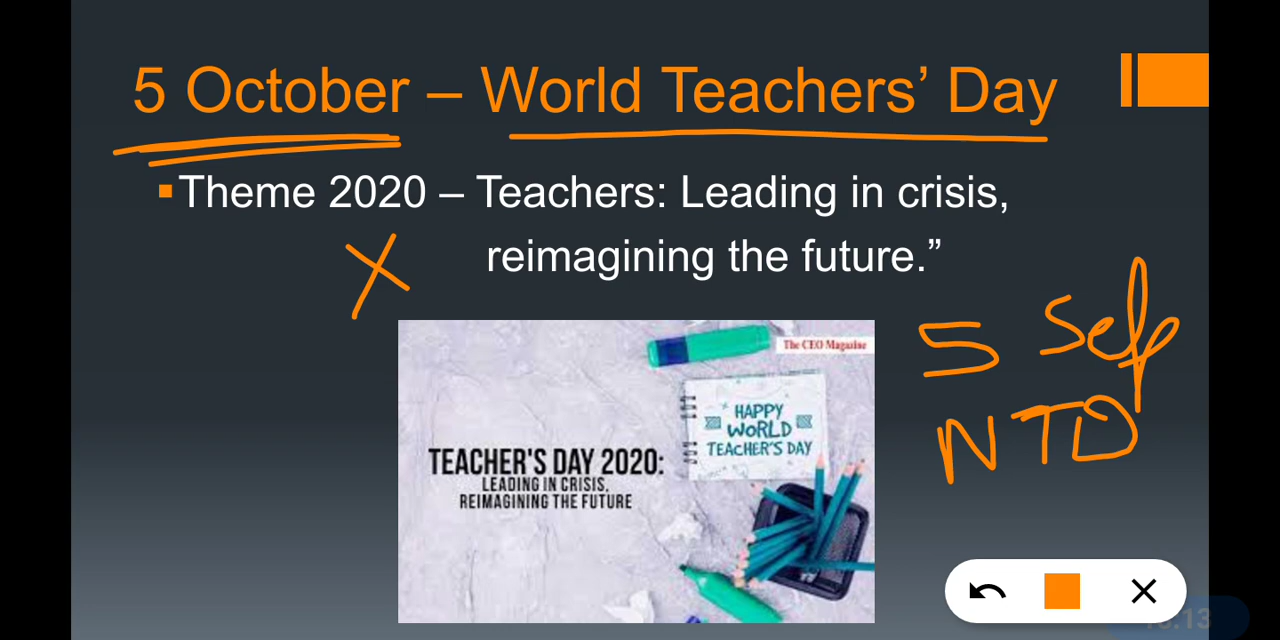 5 October – World Teachers’ Day
Theme 2020 – Teachers: Leading in crisis,
reimagining the future.”
The CEO Magazine
HAPPY
WORLD
TEACHER'S DAY
TEACHER'S DAY 2020:
LEADING IN CRISIS,
REIMAGINING THE FUTURE
5 Sep
NTD